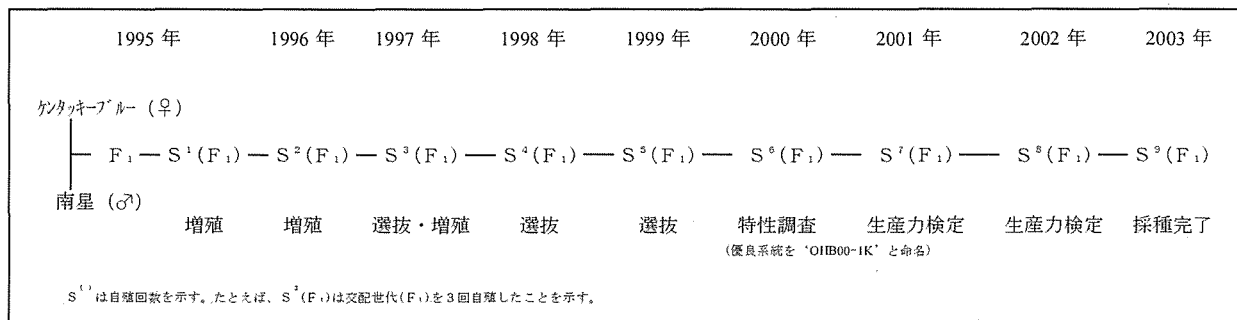 1995 年 1996 年 1997 年 1998 年 1999 年 2000 年 2001 年 2002 年 2003 年
ケンタッキーブルー (♀)
F₁ — S¹(F₁) — S²(F₁) — S³(F₁) — S⁴(F₁) — S⁵(F₁) — S⁶(F₁) — S⁷(F₁) — S⁸(F₁) — S⁹(F₁)
南星 (♂)
増殖 増殖 選抜・増殖 選抜 選抜 特性調査 生産力検定 生産力検定 採種完了
(優良系統を‘OHB00-1K’と命名)
S⁽⁾は自殖回数を示す。たとえば、S³(F₁)は交配世代(F₁)を3回自殖したことを示す。